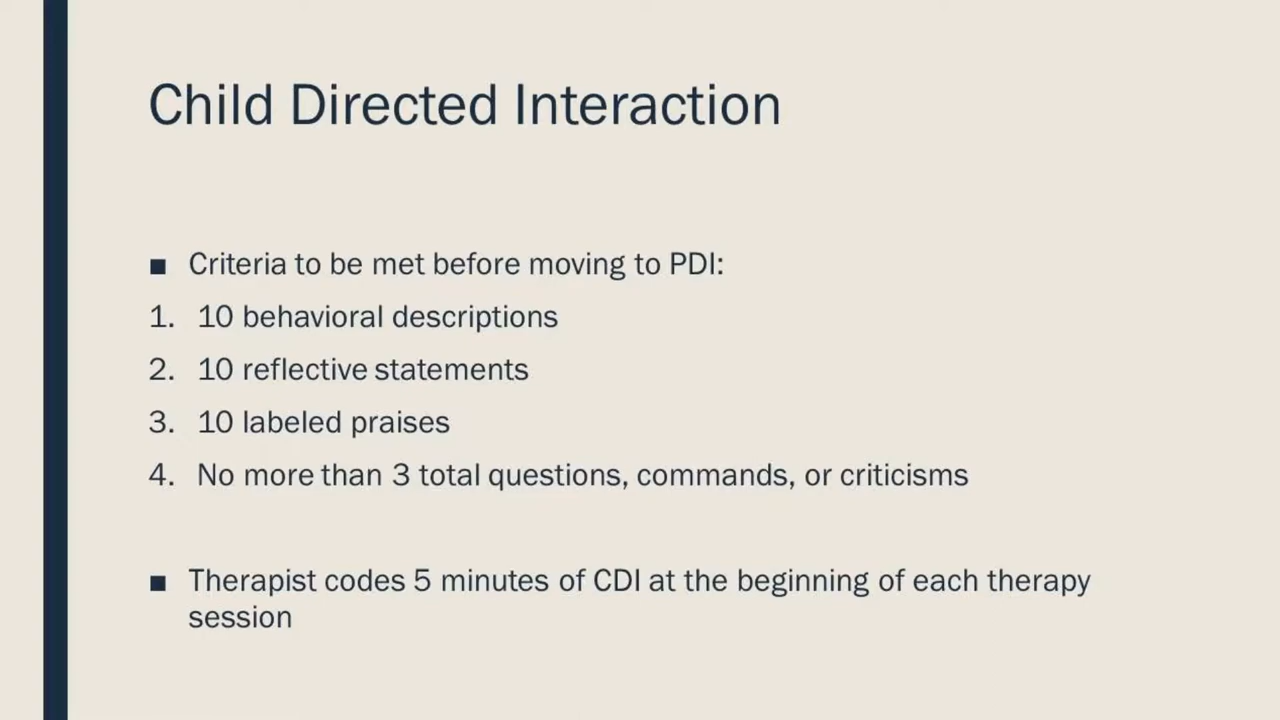 Child Directed Interaction
■ Criteria to be met before moving to PDI:
1. 10 behavioral descriptions
2. 10 reflective statements
3. 10 labeled praises
4. No more than 3 total questions, commands, or criticisms
■ Therapist codes 5 minutes of CDI at the beginning of each therapy
session